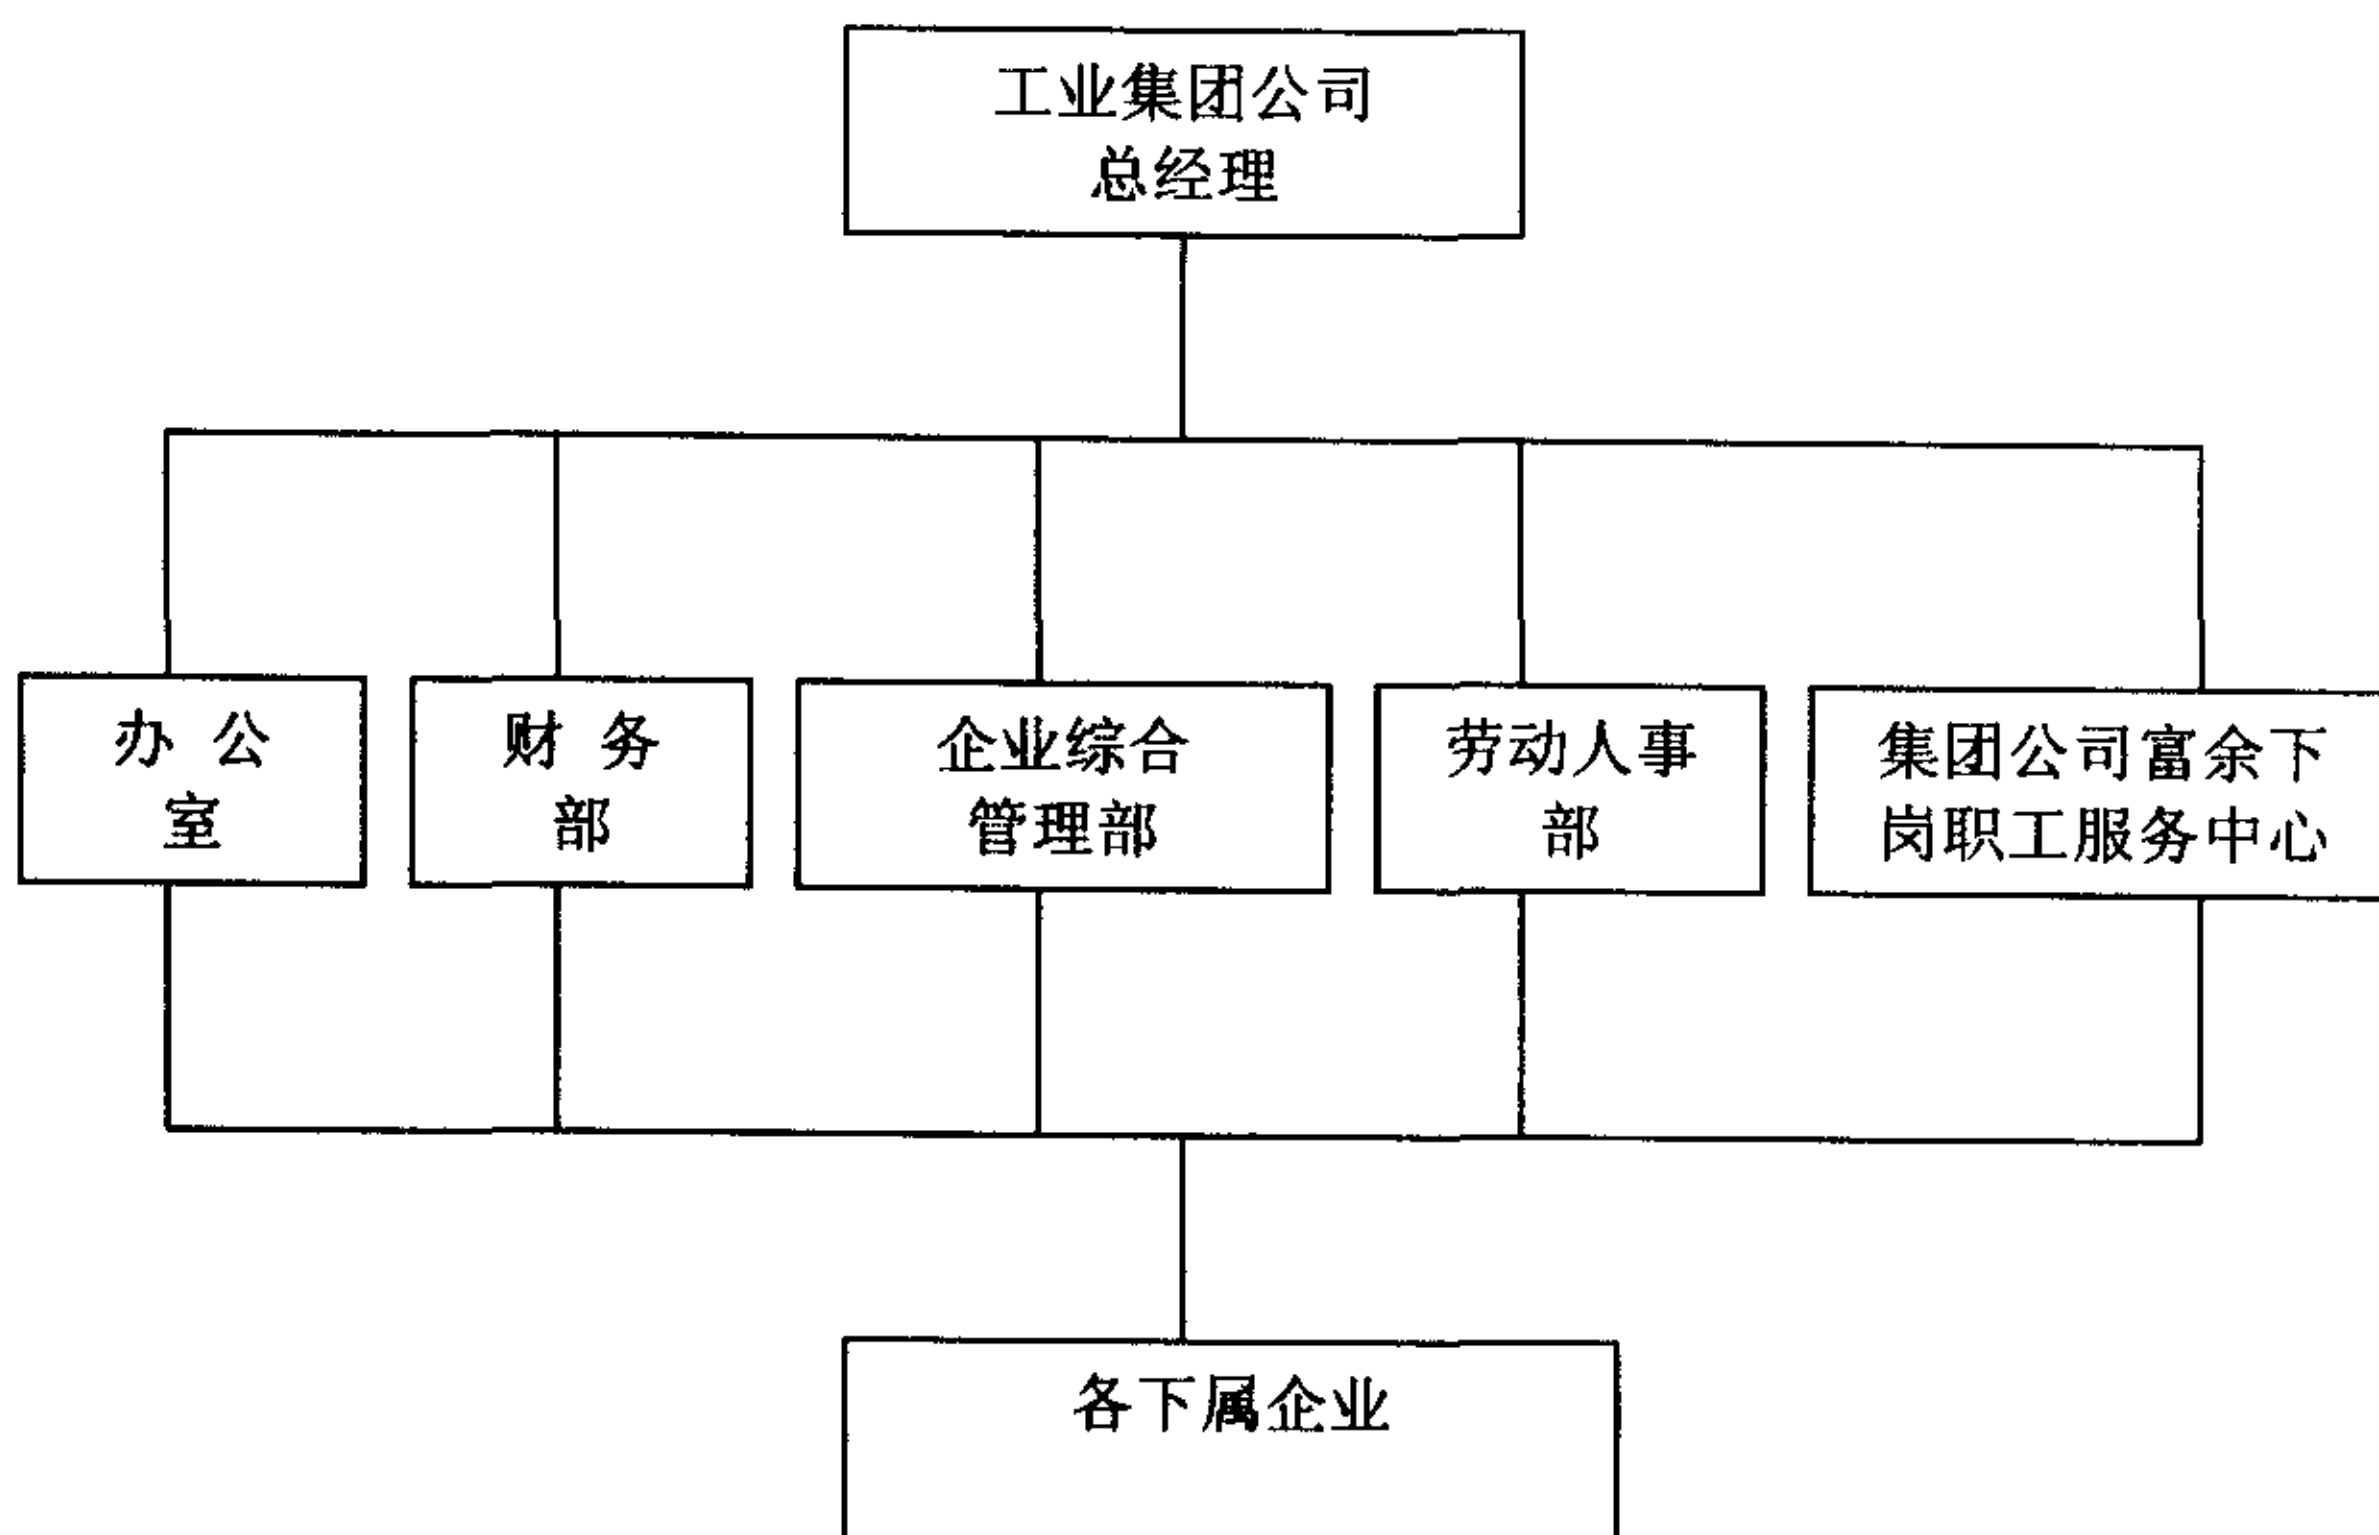 工业集团公司
总经理
办 公
室
财 务
部
企业综合
管理部
劳动人事
部
集团公司富余下
岗职工服务中心
各下属企业